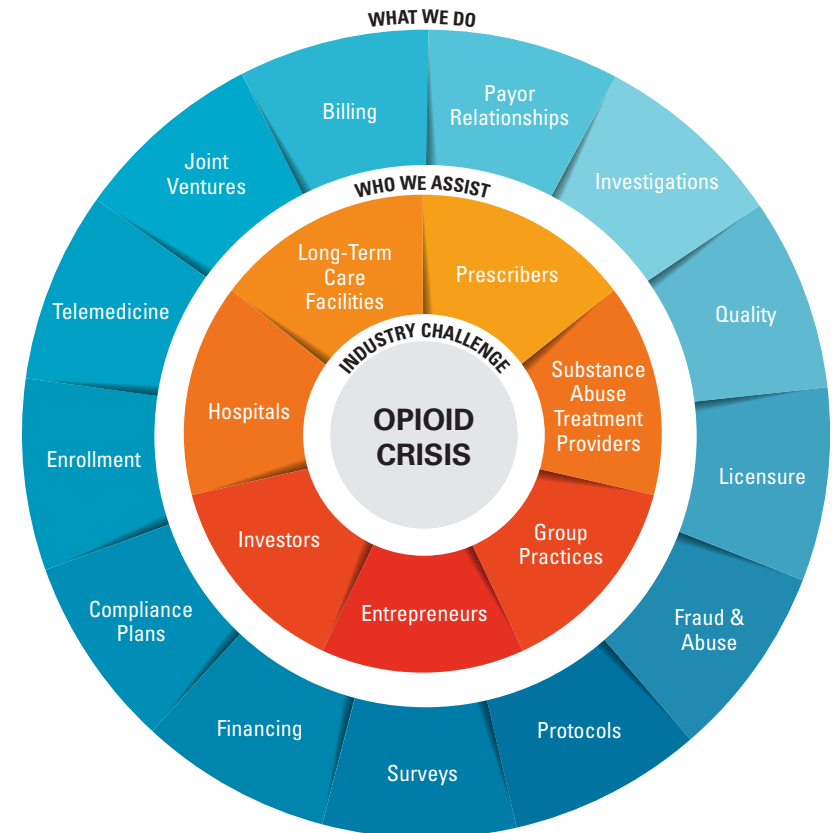 WHAT WE DO
Payor
Relationships
Investigations
Quality
Licensure
Fraud &
Abuse
Protocols
Surveys
Financing
Compliance
Plans
Enrollment
Telemedicine
Joint
Ventures
Billing
WHO WE ASSIST
Prescribers
Substance
Abuse
Treatment
Providers
Group
Practices
Entrepreneurs
Investors
Hospitals
Long-Term
Care
Facilities
INDUSTRY CHALLENGE
OPIOID
CRISIS